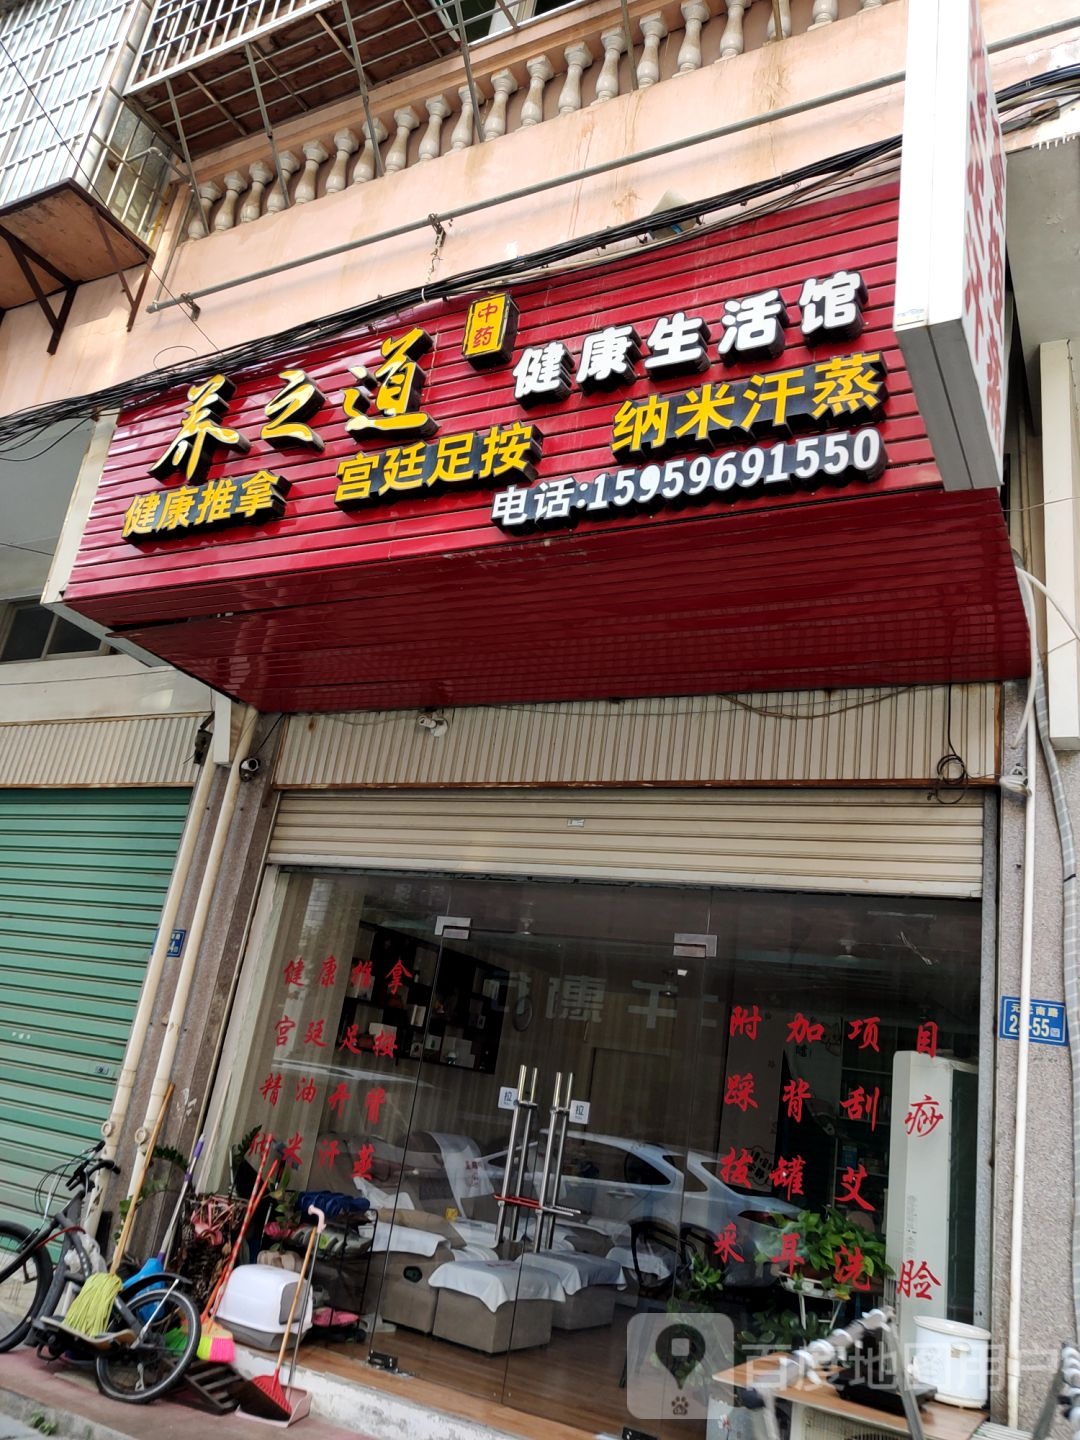 养之道
中药
健康生活馆
健康推拿 宫廷足按 纳米汗蒸
电话:15959691550
健康推拿
宫廷足按
精油开背
纳米汗蒸
附加项目
踩背刮痧
拔罐艾
采耳洗脸
拉
拉
南路
百度地图用户